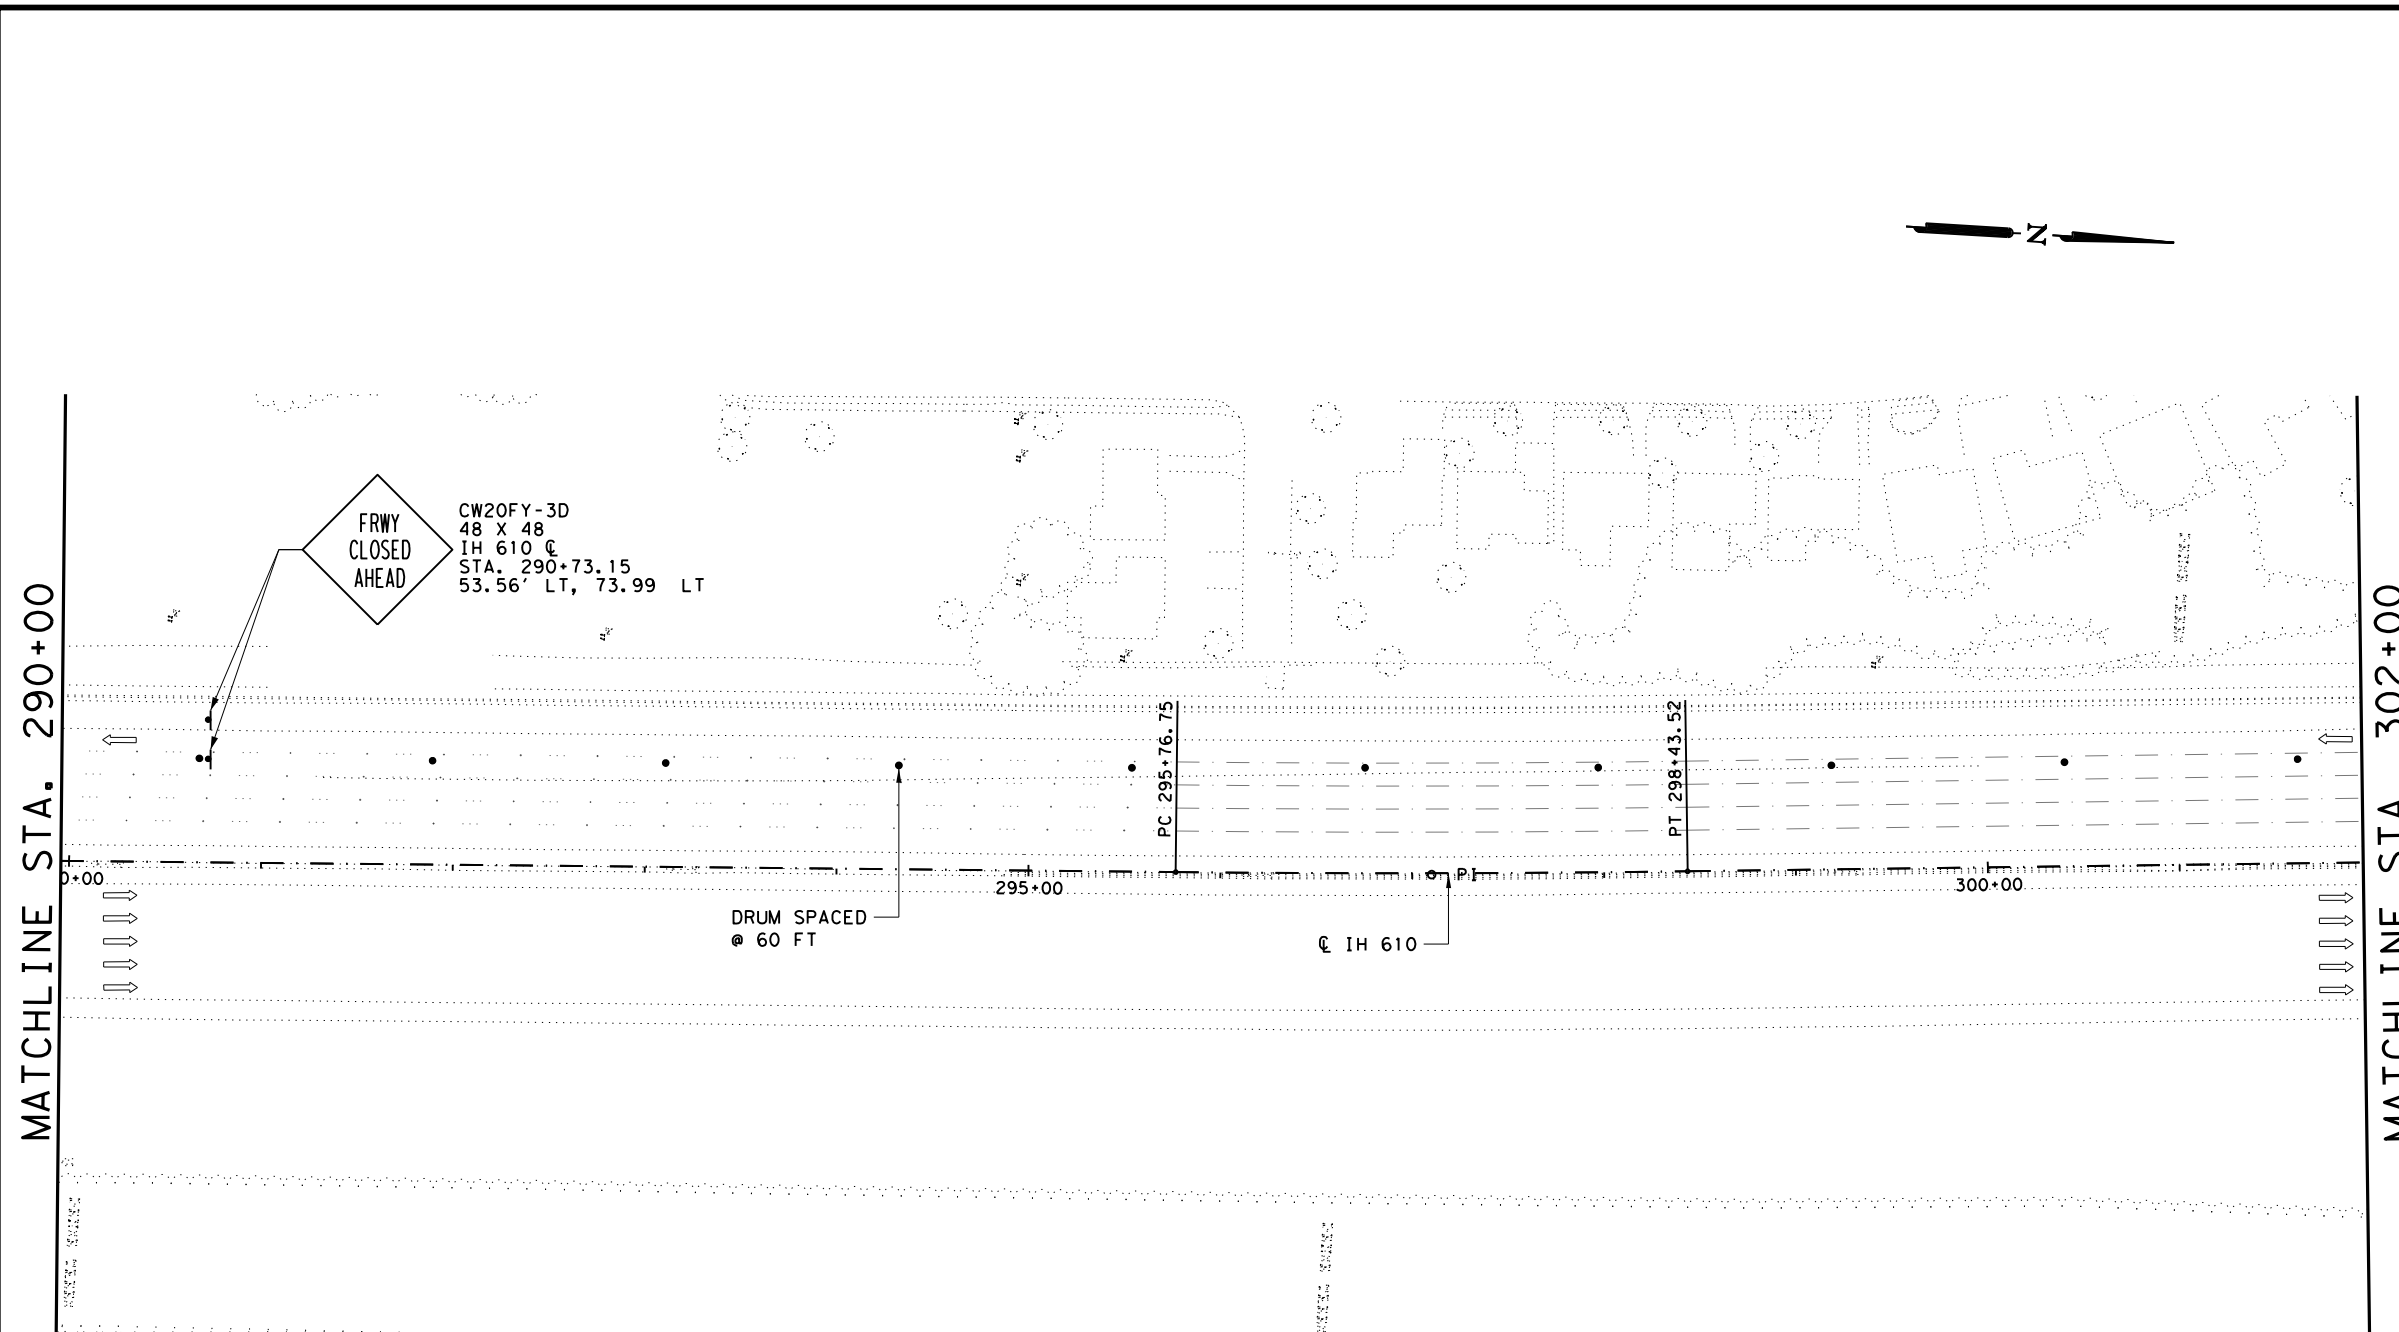 N
FRWY
CLOSED
AHEAD
CW20FY-3D
48 X 48
IH 610 ℄
STA. 290+73.15
53.56' LT, 73.99 LT
MATCHLINE STA. 290+00
MATCHLINE STA 302+00
PC 295+76.75
PT 298+43.52
0+00
295+00
PI
300+00
DRUM SPACED
@ 60 FT
℄ IH 610